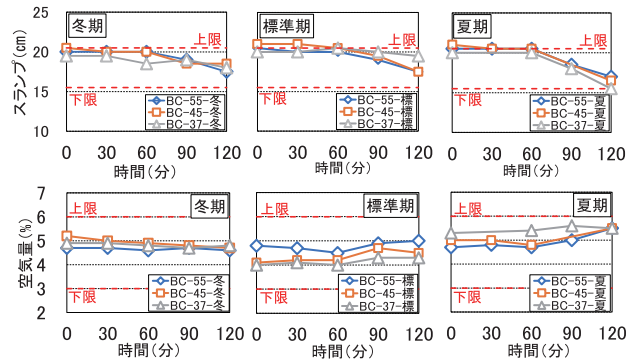 スランプ(cm)
25
20
15
10
冬期
上限
下限
BC-55-冬
BC-45-冬
BC-37-冬
0 30 60 90 120
時間(分)
標準期
上限
下限
BC-55-標
BC-45-標
BC-37-標
0 30 60 90 120
時間(分)
夏期
上限
下限
BC-55-夏
BC-45-夏
BC-37-夏
0 30 60 90 120
時間(分)
空気量(%)
7
6
5
4
3
2
上限
冬期
下限
BC-55-冬
BC-45-冬
BC-37-冬
0 30 60 90 120
時間(分)
上限
標準期
下限
BC-55-標
BC-45-標
BC-37-標
0 30 60 90 120
時間(分)
上限
夏期
下限
BC-55-夏
BC-45-夏
BC-37-夏
0 30 60 90 120
時間(分)